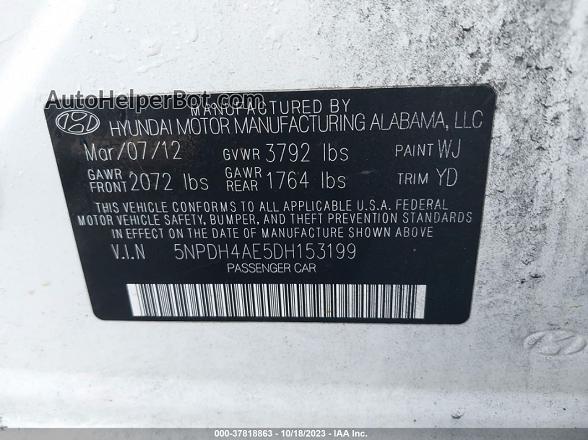 AutoHelperBot.com
MANUFACTURED BY
HYUNDAI MOTOR MANUFACTURING ALABAMA, LLC
Mar/07/12 GVWR 3792 lbs PAINT WJ
GAWR FRONT 2072 lbs GAWR REAR 1764 lbs TRIM YD
THIS VEHICLE CONFORMS TO ALL APPLICABLE U.S.A. FEDERAL
MOTOR VEHICLE SAFETY, BUMPER, AND THEFT PREVENTION STANDARDS
IN EFFECT ON THE DATE OF MANUFACTURE SHOWN ABOVE.
V.I.N 5NPDH4AE5DH153199
PASSENGER CAR
000-37818863 | 10/18/2023 | IAA Inc.